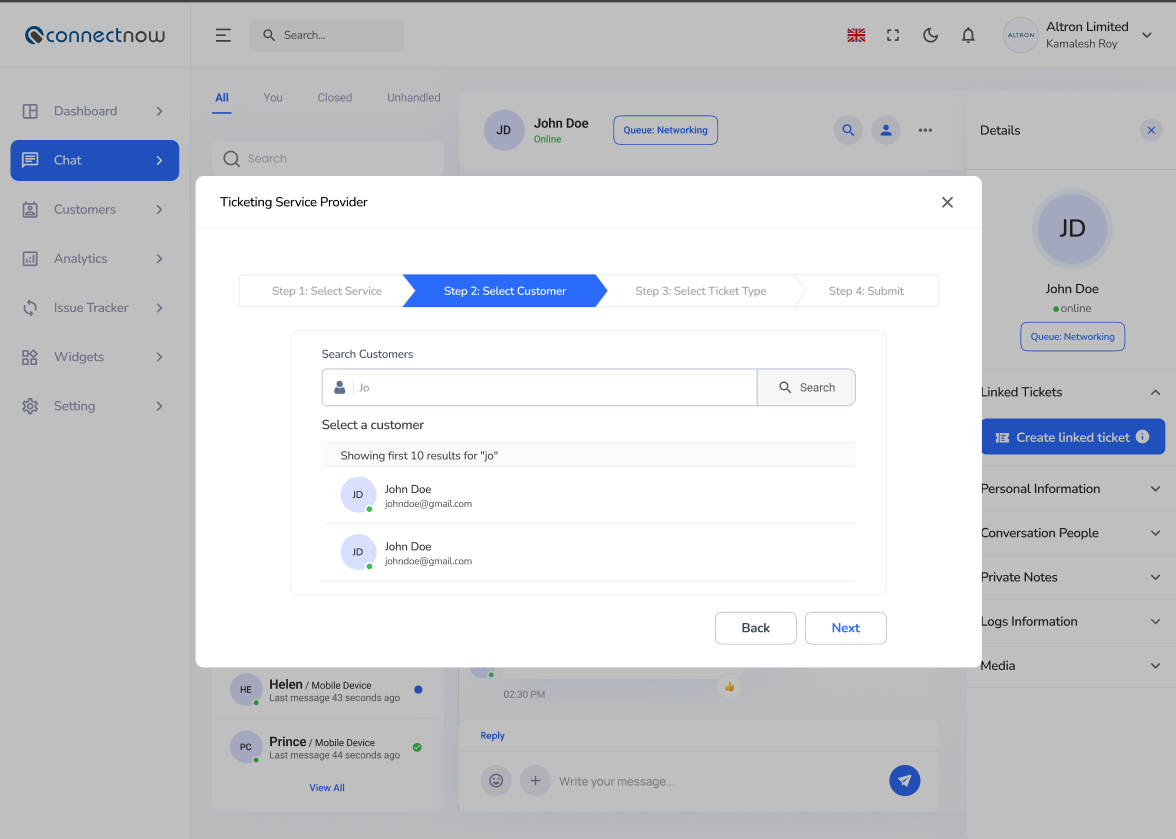 connectnow
Search...
ALTRON
Altron Limited
Kamalesh Roy
Dashboard
Chat
Customers
Analytics
Issue Tracker
Widgets
Setting
All
You
Closed
Unhandled
Search
JD
John Doe
Online
Queue: Networking
Details
Ticketing Service Provider
Step 1: Select Service
Step 2: Select Customer
Step 3: Select Ticket Type
Step 4: Submit
Search Customers
Jo
Search
Select a customer
Showing first 10 results for "jo"
JD
John Doe
johndoe@gmail.com
JD
John Doe
johndoe@gmail.com
Back
Next
JD
John Doe
online
Queue: Networking
Linked Tickets
Create linked ticket
Personal Information
Conversation People
Private Notes
Logs Information
Media
HE
Helen / Mobile Device
Last message 43 seconds ago
PC
Prince / Mobile Device
Last message 44 seconds ago
View All
02:30 PM
Reply
Write your message...